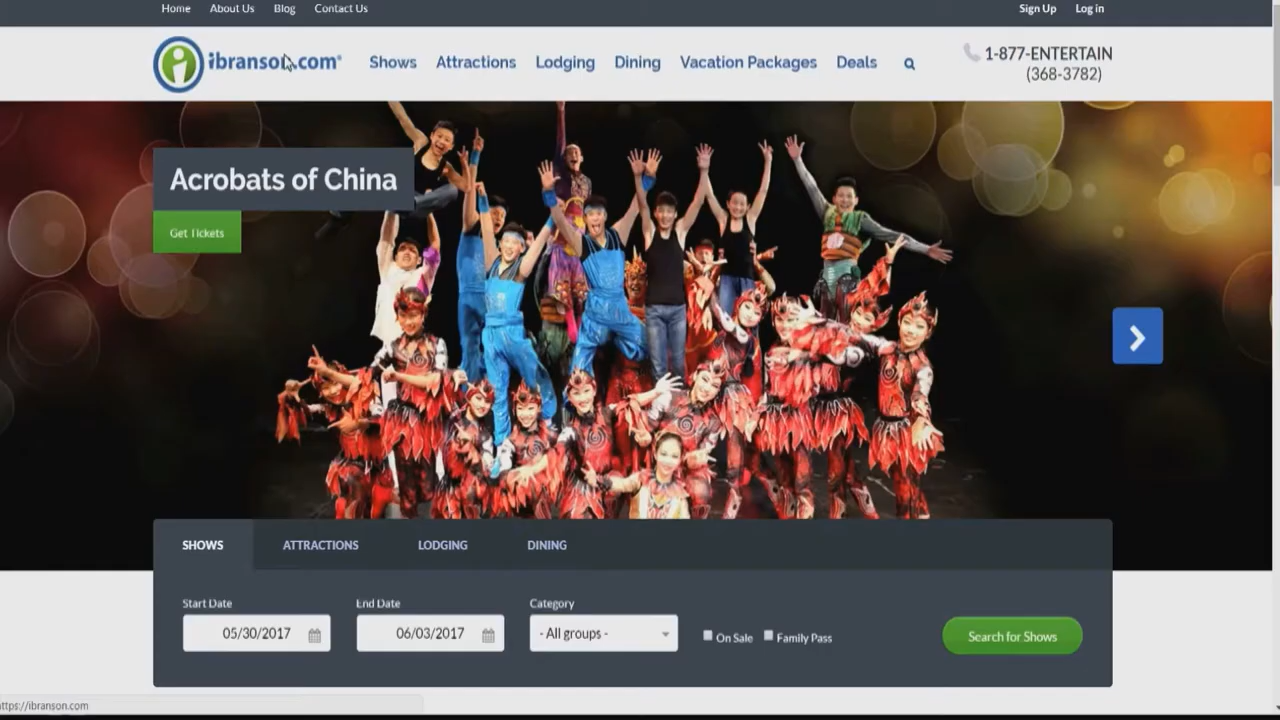 Home About Us Blog Contact Us Sign Up Log in
ibranson.com® Shows Attractions Lodging Dining Vacation Packages Deals 1-877-ENTERTAIN
(368-3782)
Acrobats of China
Get Tickets
SHOWS ATTRACTIONS LODGING DINING
Start Date End Date Category
05/30/2017 06/03/2017 - All groups - On Sale Family Pass Search for Shows
ttps://ibranson.com